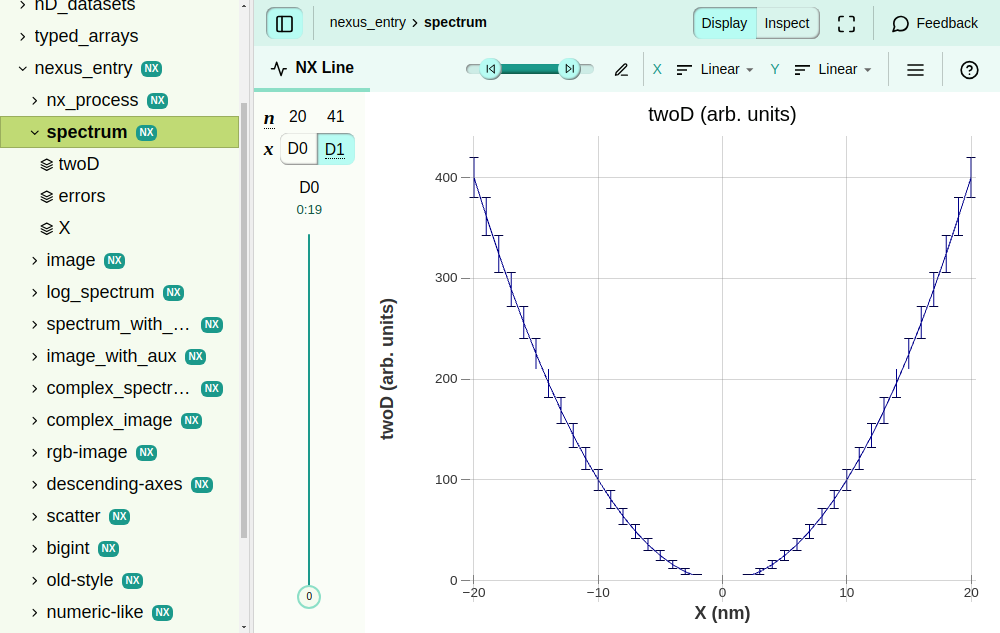 nD_datasets
typed_arrays
nexus_entry NX
nx_process NX
spectrum NX
twoD
errors
X
image NX
log_spectrum NX
spectrum_with_... NX
image_with_aux NX
complex_spectr... NX
complex_image NX
rgb-image NX
descending-axes NX
scatter NX
bigint NX
old-style NX
numeric-like NX
nexus_entry › spectrum
Display Inspect Feedback
NX Line X Linear Y Linear
n 20 41
x D0 D1
D0
0:19
0
twoD (arb. units)
twoD (arb. units)
400
300
200
100
0
−20 −10 0 10 20
X (nm)